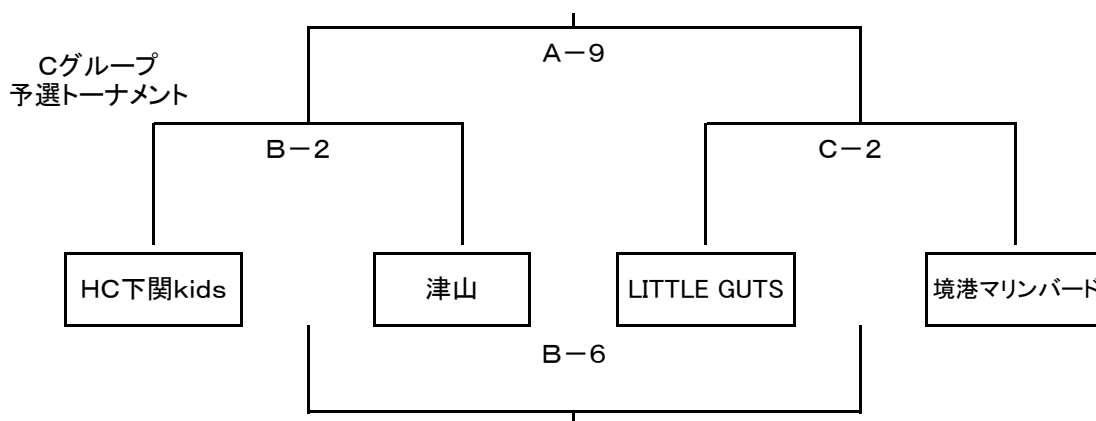 A－9
Cグループ
予選トーナメント
B－2
C－2
HC下関kids
津山
LITTLE GUTS
境港マリンバード
B－6